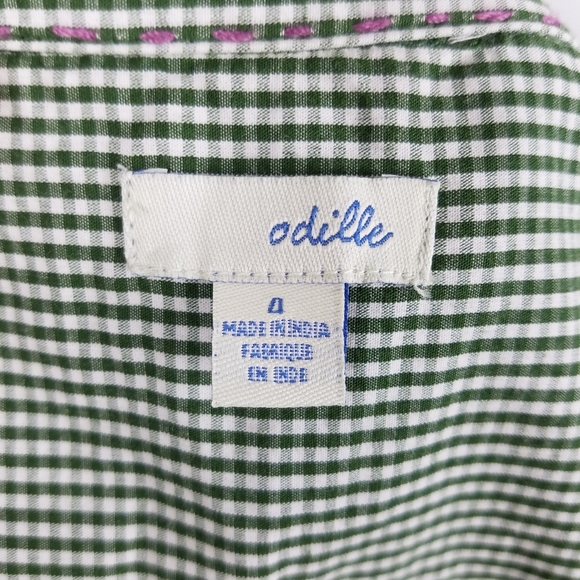 odille
4
MADE IN INDIA
FABRIQUE
EN INDE